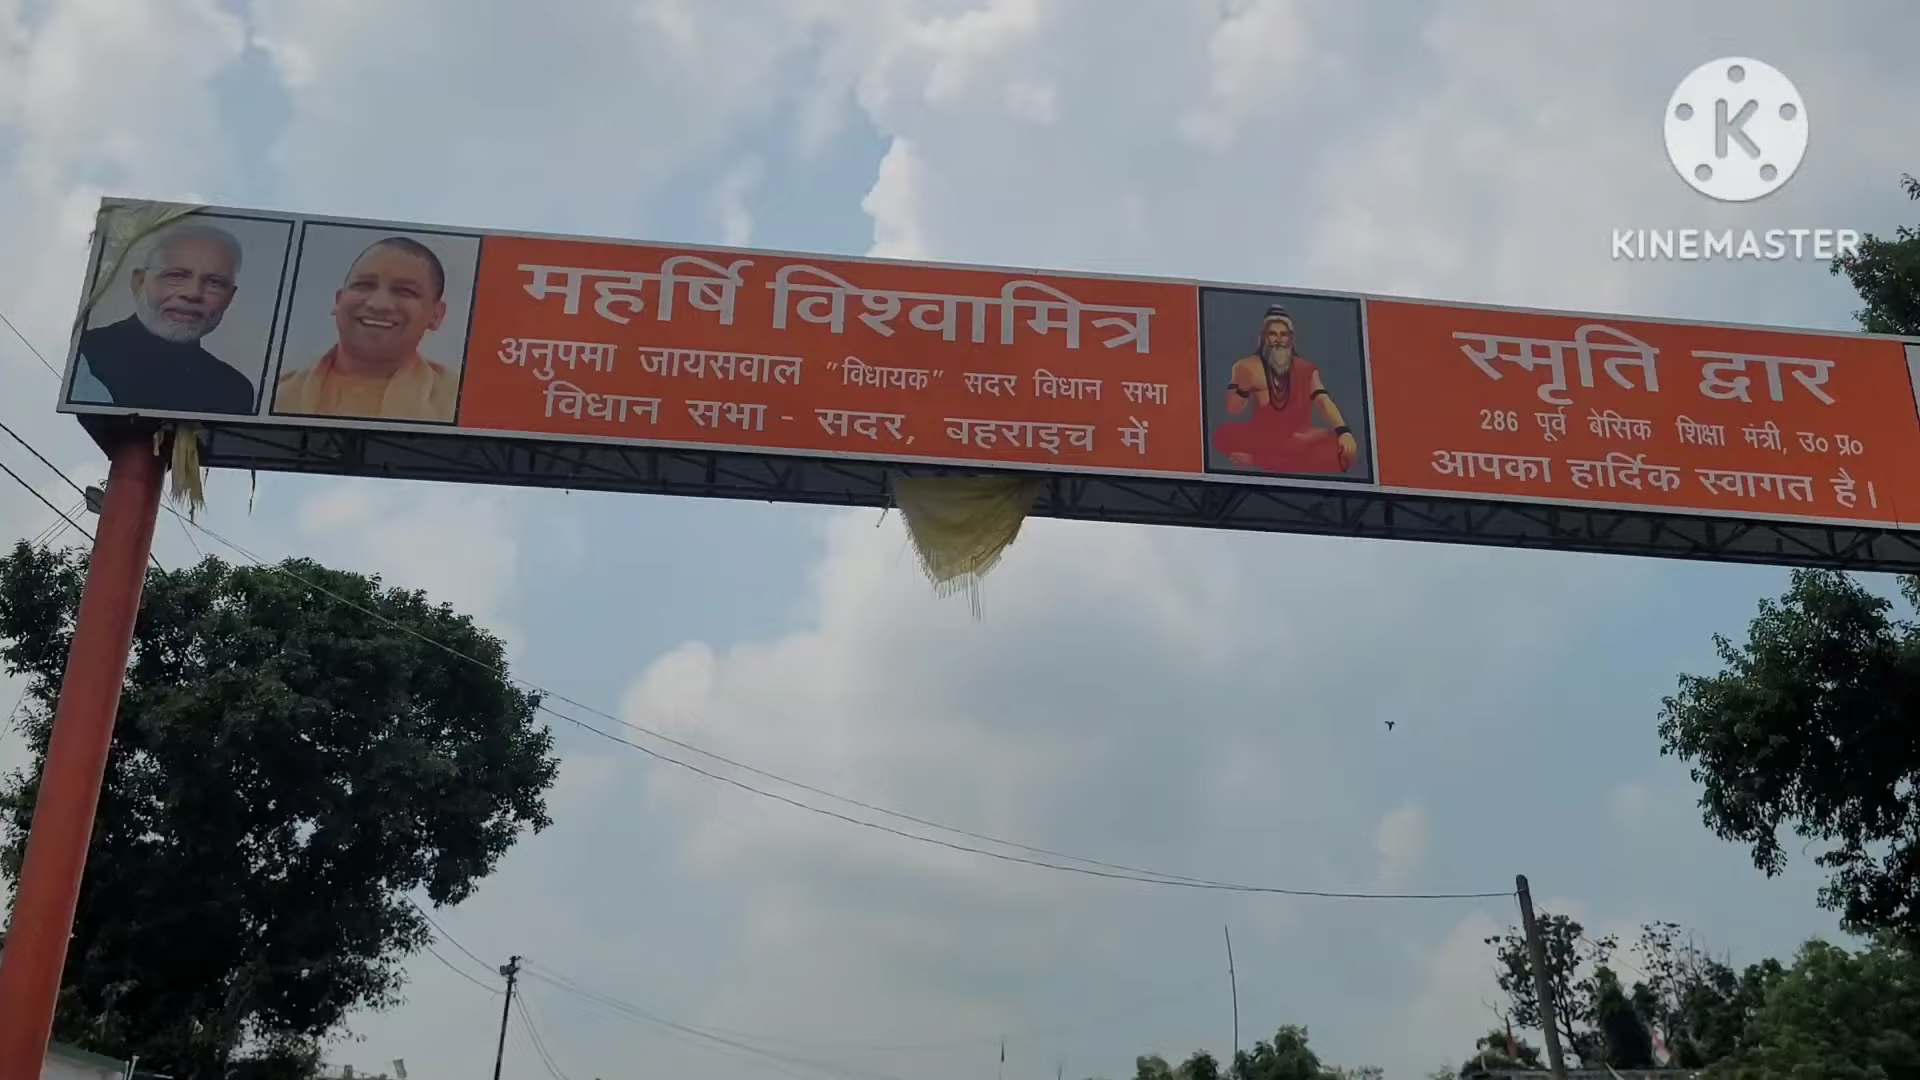 महर्षि विश्वामित्र स्मृति द्वार
अनुपमा जायसवाल "विधायक" सदर विधान सभा 286 पूर्व बेसिक शिक्षा मंत्री, उ० प्र०
विधान सभा - सदर, बहराइच में आपका हार्दिक स्वागत है।
K
KINEMASTER